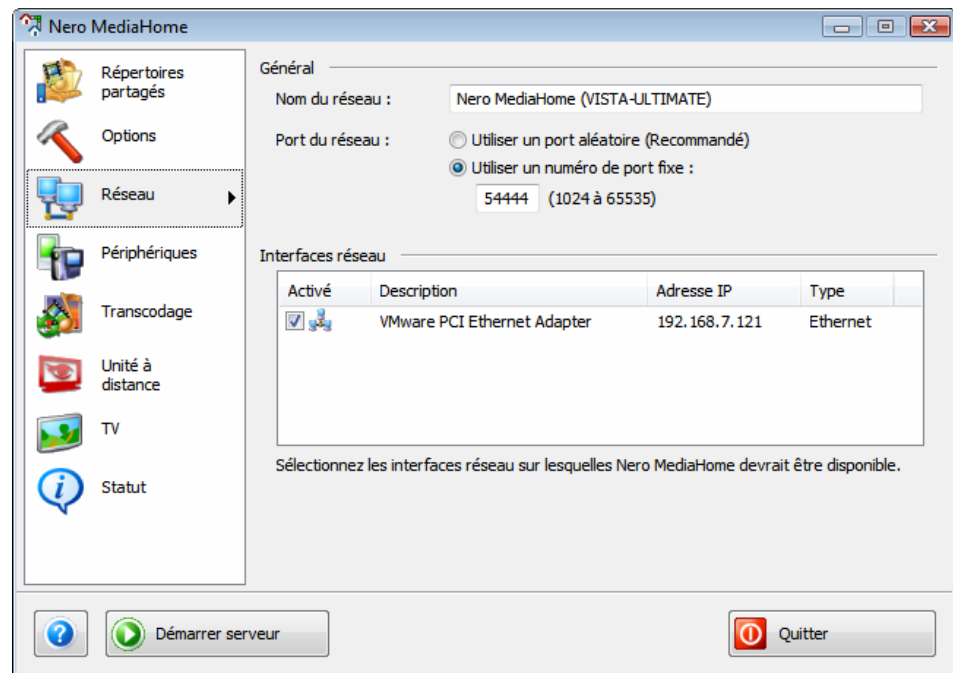 Nero MediaHome
Répertoires
partagés
Options
Réseau
Périphériques
Transcodage
Unité à
distance
TV
Statut
Général
Nom du réseau : Nero MediaHome (VISTA-ULTIMATE)
Port du réseau : Utiliser un port aléatoire (Recommandé)
Utiliser un numéro de port fixe :
54444 (1024 à 65535)
Interfaces réseau
Activé Description Adresse IP Type
VMware PCI Ethernet Adapter 192.168.7.121 Ethernet
Sélectionnez les interfaces réseau sur lesquelles Nero MediaHome devrait être disponible.
Démarrer serveur
Quitter